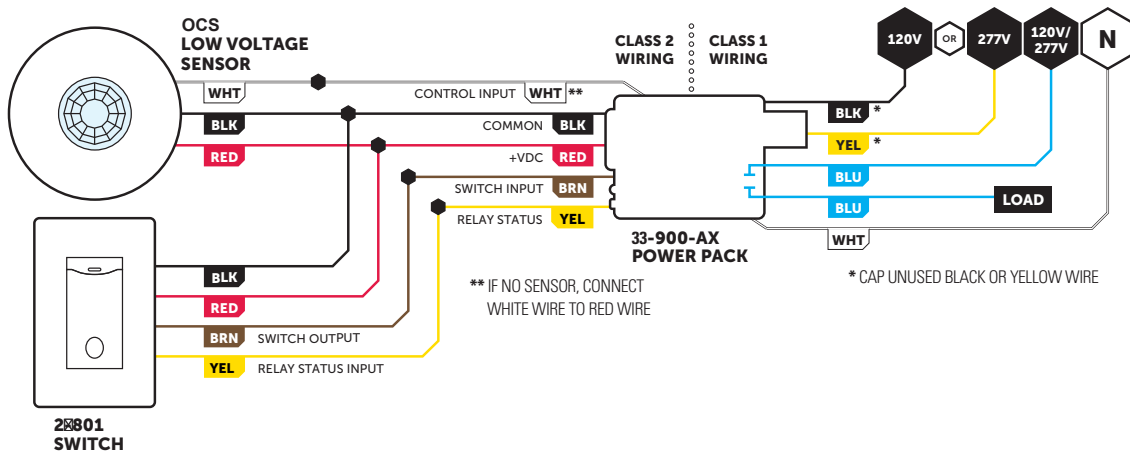 OCS
LOW VOLTAGE
SENSOR
WHT
BLK
RED
CONTROL INPUT WHT **
COMMON BLK
+VDC RED
SWITCH INPUT BRN
RELAY STATUS YEL
CLASS 2
WIRING
CLASS 1
WIRING
120V
OR
277V
120V/
277V
N
BLK *
YEL *
BLU
BLU
LOAD
WHT
33-900-AX
POWER PACK
** IF NO SENSOR, CONNECT
WHITE WIRE TO RED WIRE
* CAP UNUSED BLACK OR YELLOW WIRE
BLK
RED
BRN SWITCH OUTPUT
YEL RELAY STATUS INPUT
SWITCH